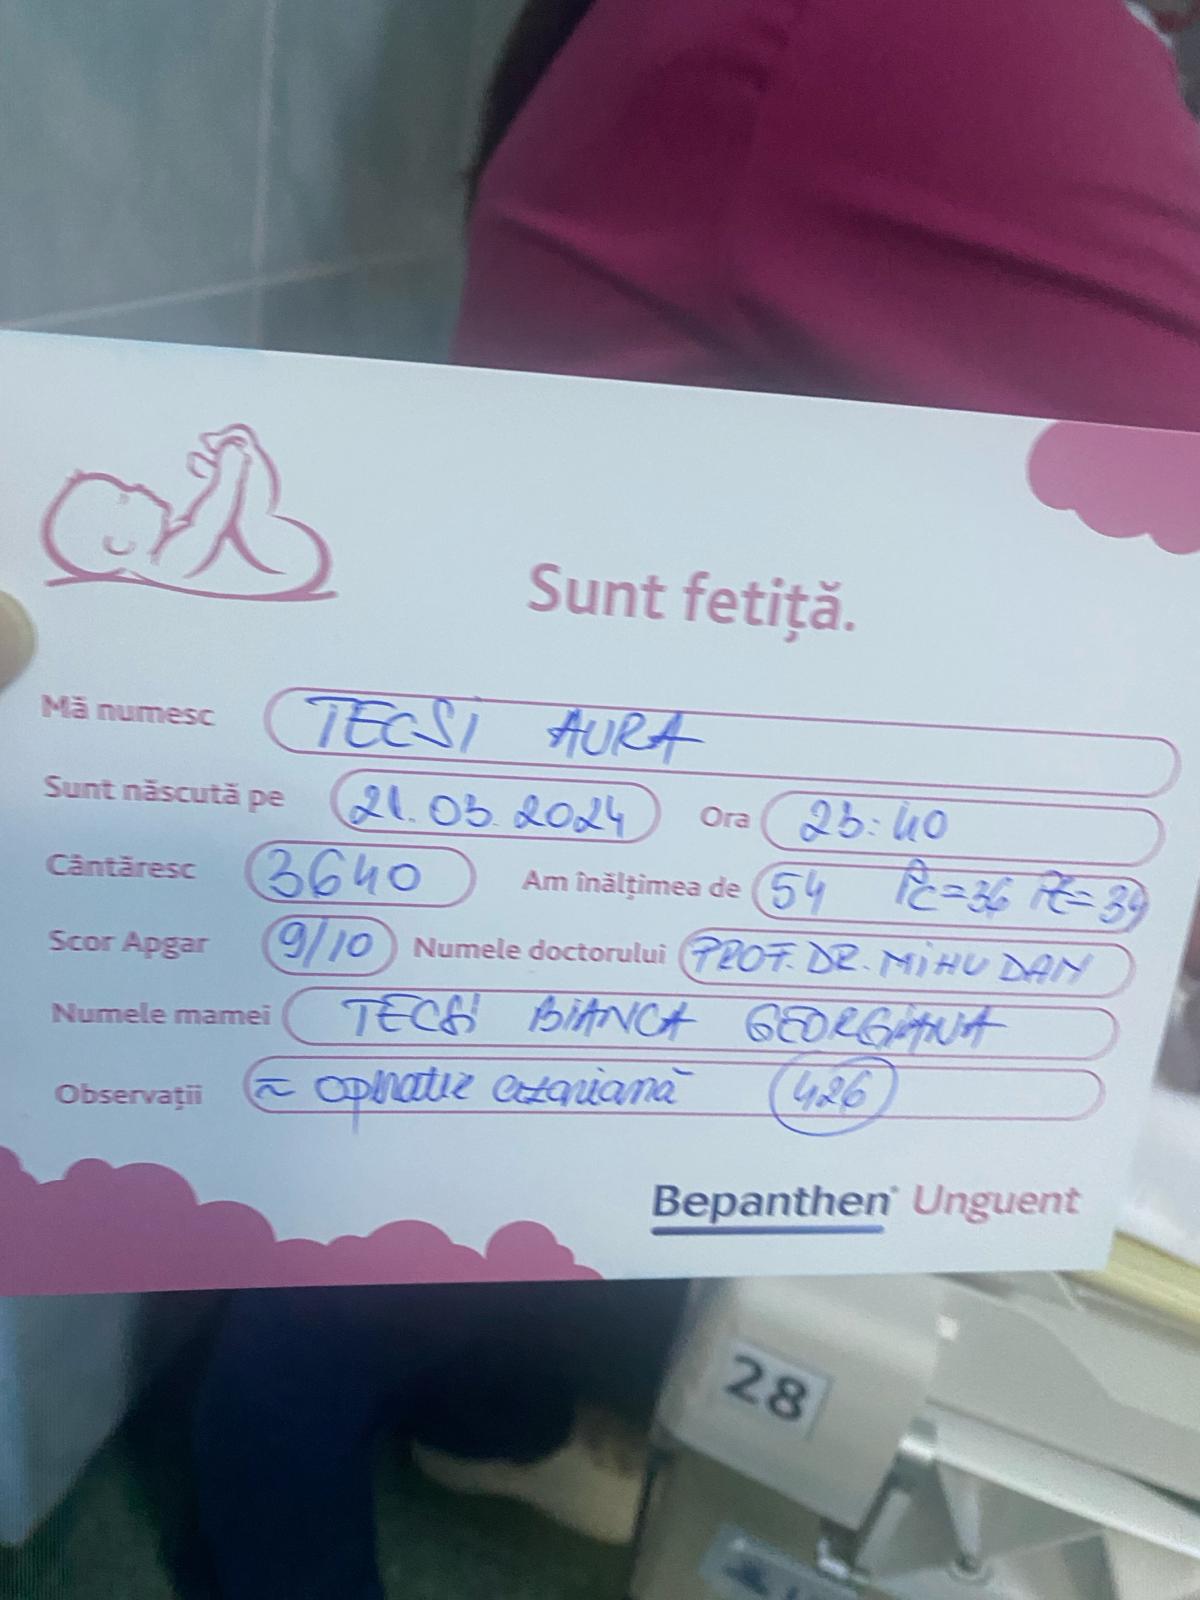 Sunt fetiță.
Mă numesc TECSI AURA
Sunt născută pe 21.03.2024 Ora 23:40
Cântăresc 3640 Am înălțimea de 54 Pc=36 Pt=34
Scor Apgar 9/10 Numele doctorului PROF. DR. MIHU DAN
Numele mamei TECSI BIANCA GEORGIANA
Observații cezariană 426
Bepanthen® Unguent
28